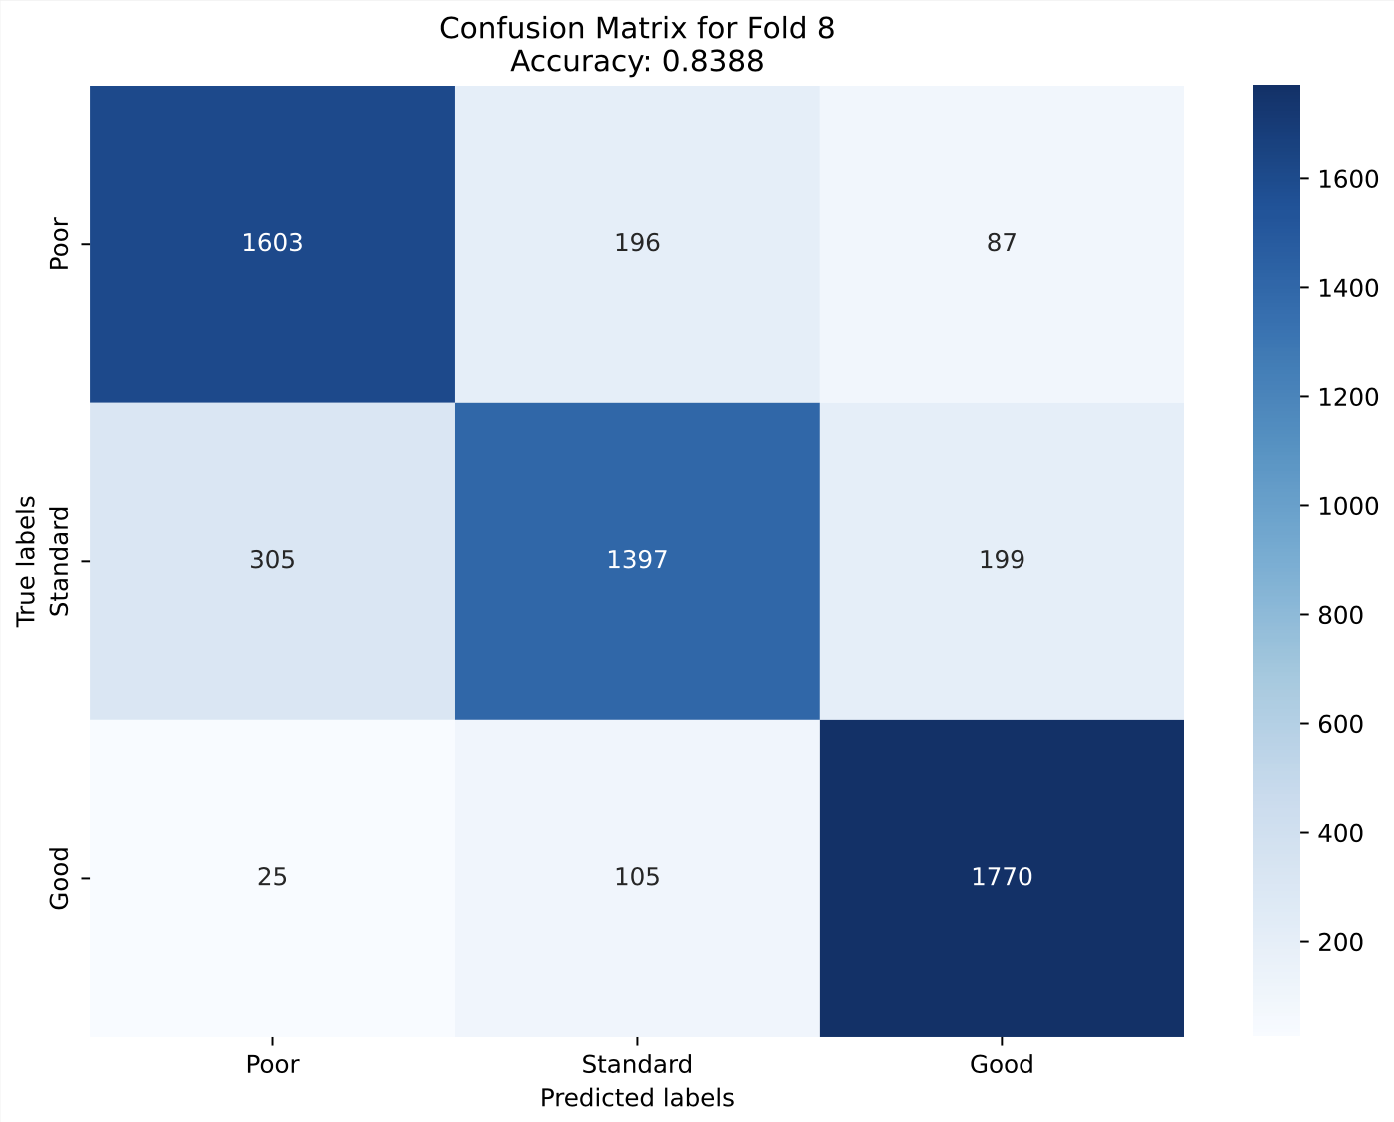 Confusion Matrix for Fold 8
Accuracy: 0.8388
True labels
Poor
1603 196 87
Standard
305 1397 199
Good
25 105 1770
Poor Standard Good
Predicted labels
1600
1400
1200
1000
800
600
400
200